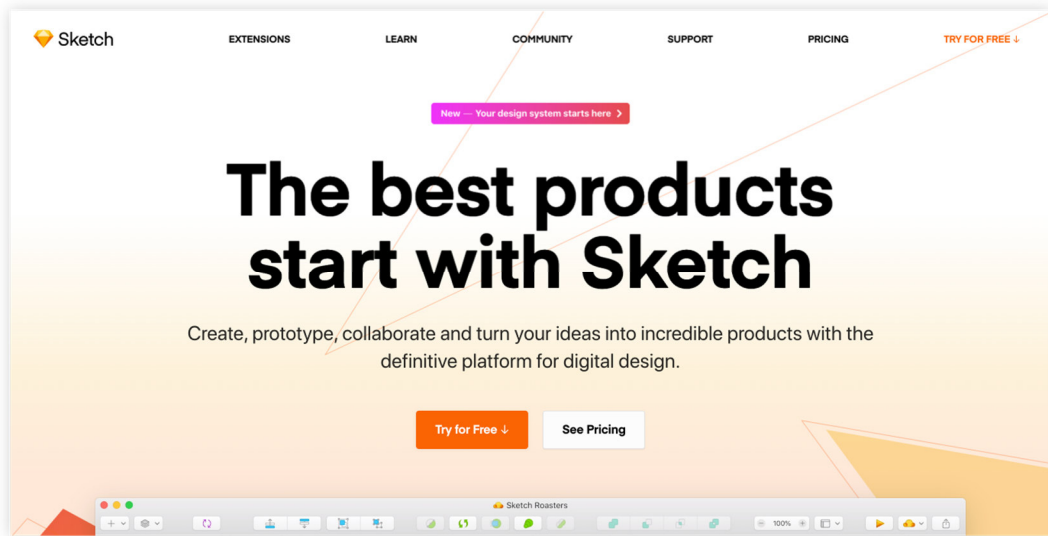 Sketch
EXTENSIONS LEARN COMMUNITY SUPPORT PRICING TRY FOR FREE ↓
New — Your design system starts here >
The best products
start with Sketch
Create, prototype, collaborate and turn your ideas into incredible products with the
definitive platform for digital design.
Try for Free ↓ See Pricing
Sketch Roasters
100%